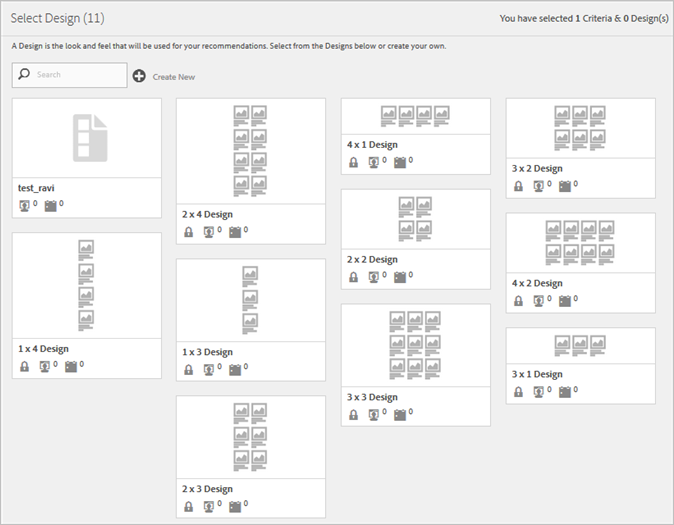 Select Design (11)
You have selected 1 Criteria & 0 Design(s)
A Design is the look and feel that will be used for your recommendations. Select from the Designs below or create your own.
Search
Create New
test_ravi
0 0
1 x 4 Design
0 0
2 x 4 Design
0 0
1 x 3 Design
0 0
2 x 3 Design
0 0
4 x 1 Design
0 0
2 x 2 Design
0 0
3 x 3 Design
0 0
3 x 2 Design
0 0
4 x 2 Design
0 0
3 x 1 Design
0 0